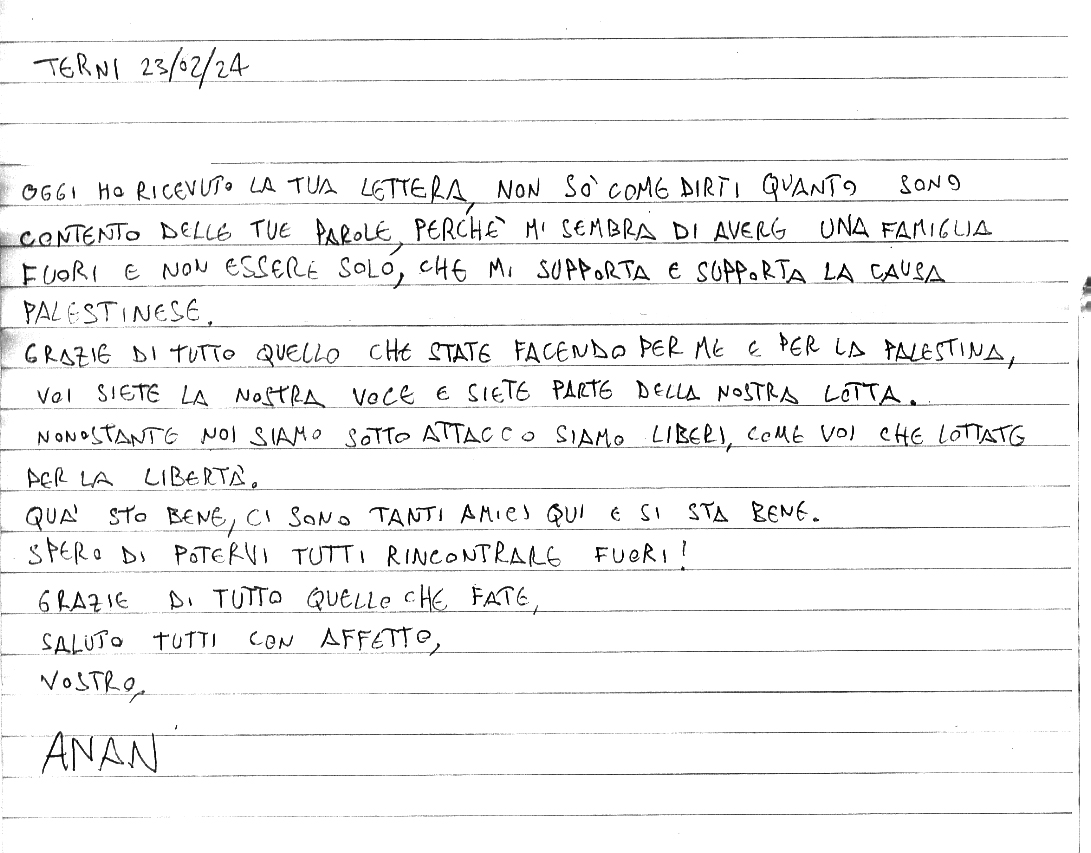 TERNI 23/02/24
OGGI HO RICEVUTO LA TUA LETTERA, NON SO' COME DIRTI QUANTO SONO
CONTENTO DELLE TUE PAROLE, PERCHÈ MI SEMBRA DI AVERE UNA FAMIGLIA
FUORI E NON ESSERE SOLO, CHE MI SUPPORTA E SUPPORTA LA CAUSA
PALESTINESE.
GRAZIE DI TUTTO QUELLO CHE STATE FACENDO PER ME E PER LA PALESTINA,
VOI SIETE LA NOSTRA VOCE E SIETE PARTE DELLA NOSTRA LOTTA.
NONOSTANTE NOI SIAMO SOTTO ATTACCO SIAMO LIBERI, COME VOI CHE LOTTATE
PER LA LIBERTÀ.
QUA' STO BENE, CI SONO TANTI AMICI QUI E SI STA BENE.
SPERO DI POTERVI TUTTI RINCONTRARE FUORI!
GRAZIE DI TUTTO QUELLO CHE FATE,
SALUTO TUTTI CON AFFETTO,
VOSTRO,
ANAN